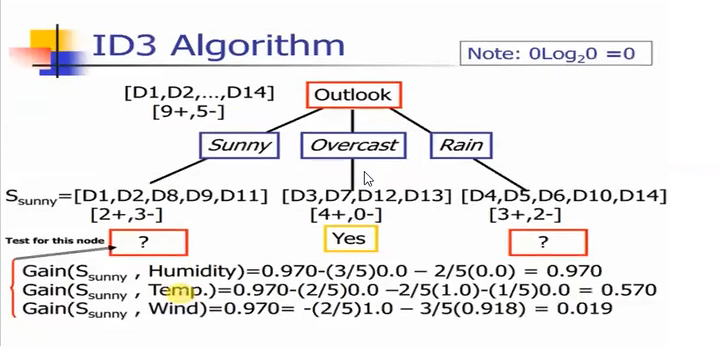 ID3 Algorithm
Note: 0Log₂0 =0
[D1,D2,...,D14]
[9+,5-]
Outlook
Sunny
Overcast
Rain
S_sunny=[D1,D2,D8,D9,D11]
[2+,3-]
[D3,D7,D12,D13]
[4+,0-]
[D4,D5,D6,D10,D14]
[3+,2-]
Test for this node
?
Yes
?
Gain(S_sunny , Humidity)=0.970-(3/5)0.0 – 2/5(0.0) = 0.970
Gain(S_sunny , Temp.)=0.970-(2/5)0.0 –2/5(1.0)-(1/5)0.0 = 0.570
Gain(S_sunny , Wind)=0.970= -(2/5)1.0 – 3/5(0.918) = 0.019